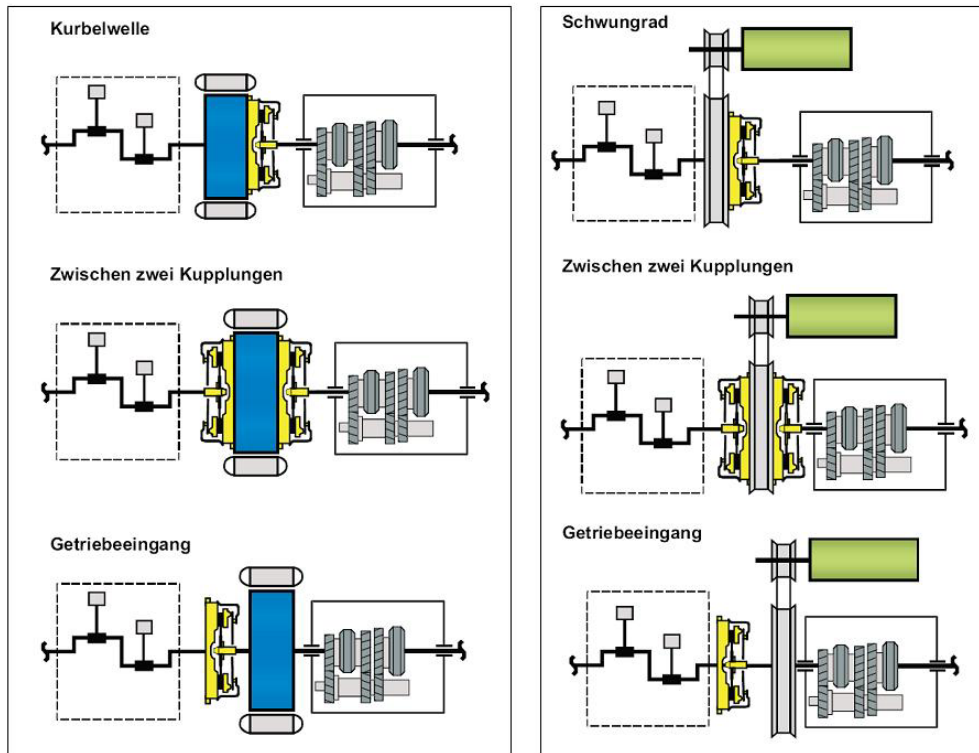 Kurbelwelle
Zwischen zwei Kupplungen
Getriebeeingang
Schwungrad
Zwischen zwei Kupplungen
Getriebeeingang